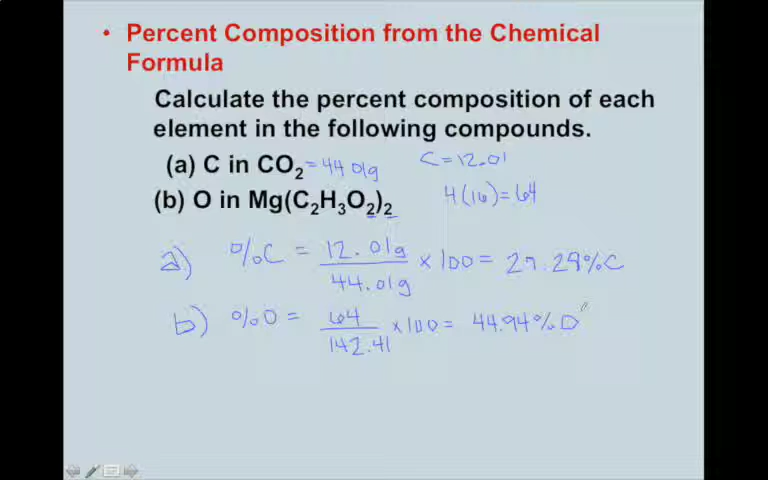 • Percent Composition from the Chemical
Formula
Calculate the percent composition of each
element in the following compounds.
(a) C in CO₂ = 44.01g C = 12.01
(b) O in Mg(C₂H₃O₂)₂ 4(16) = 64
a) %C = 12.01g / 44.01g × 100 = 27.29%C
b) %O = 64 / 142.41 × 100 = 44.94%O